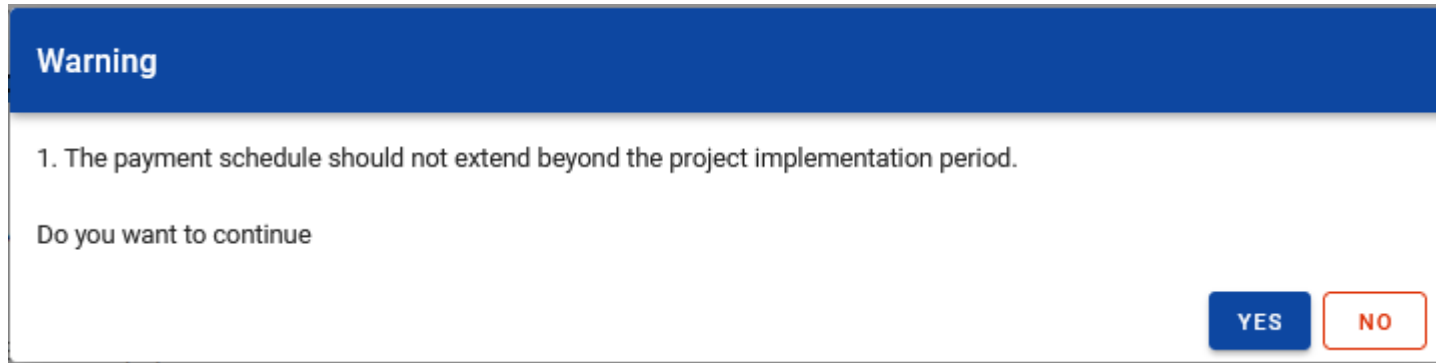 Warning
1. The payment schedule should not extend beyond the project implementation period.
Do you want to continue
YES NO